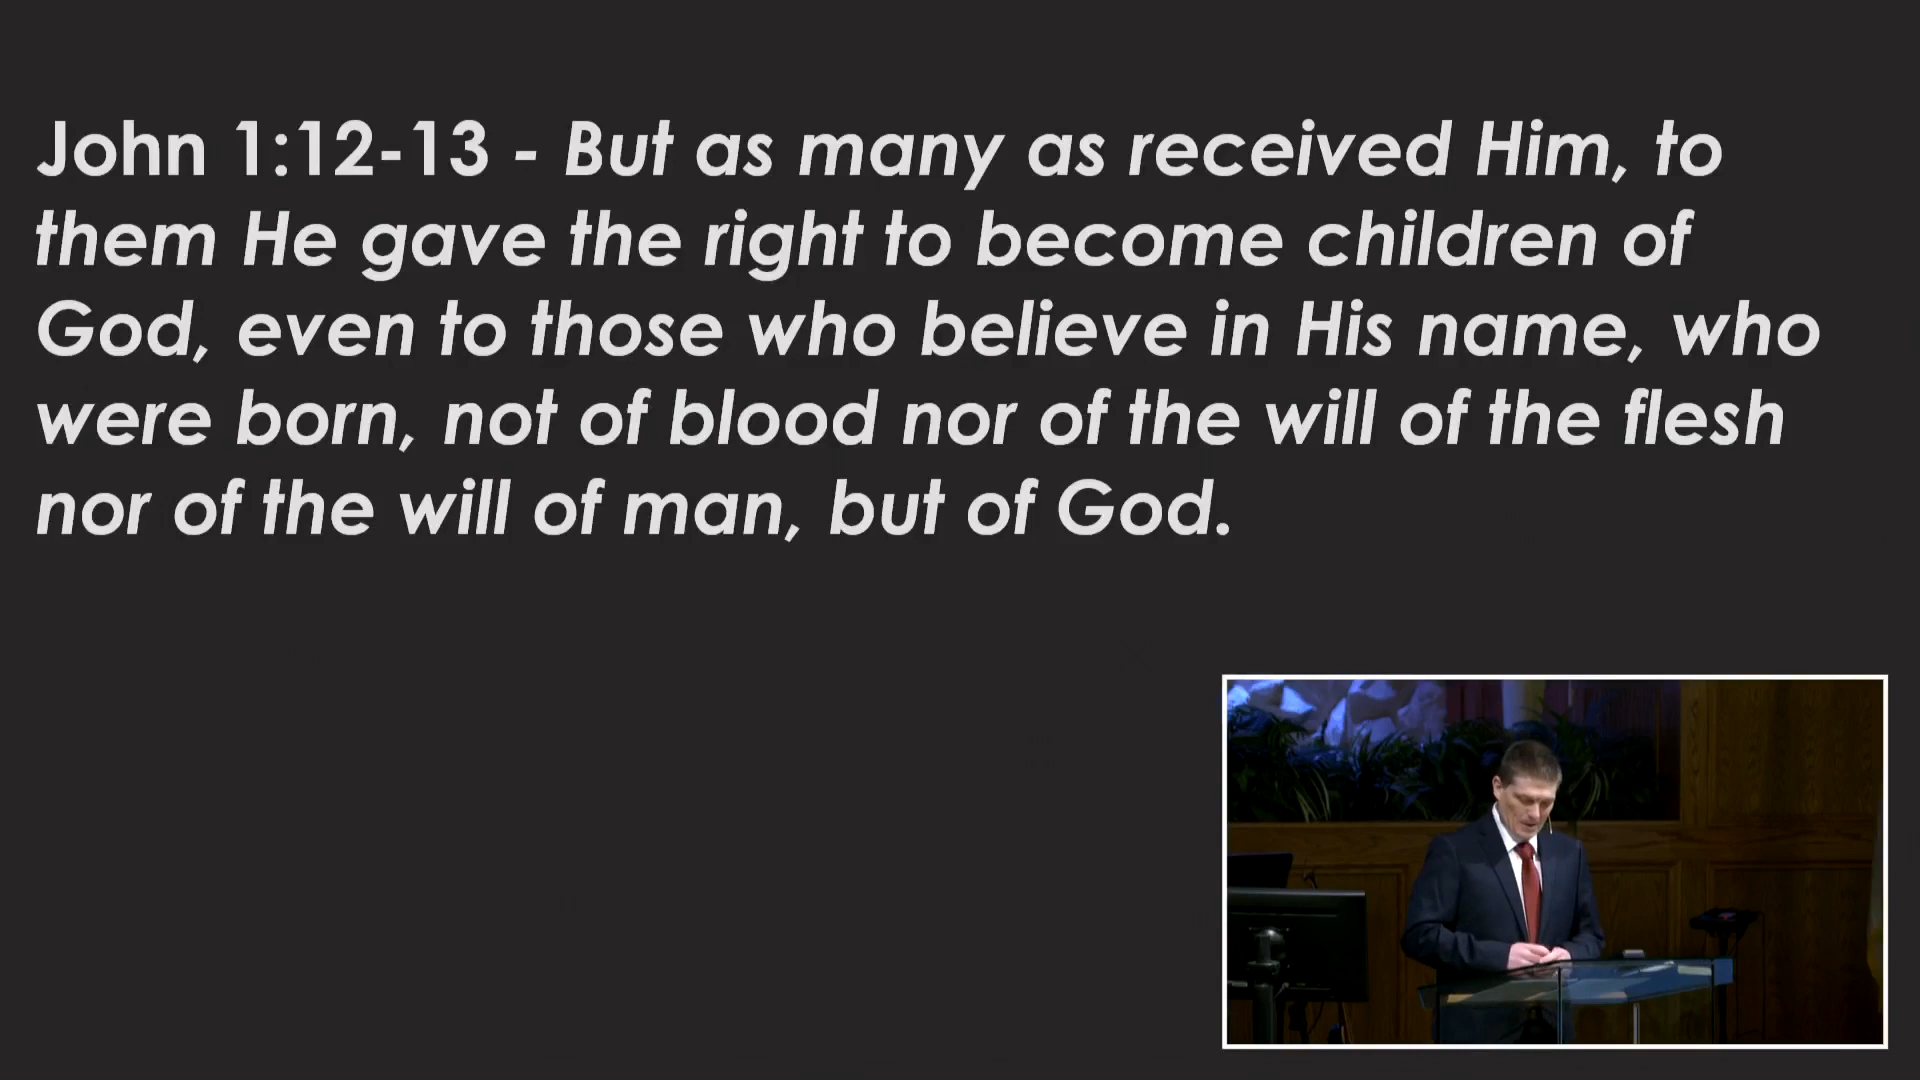 John 1:12-13 - But as many as received Him, to
them He gave the right to become children of
God, even to those who believe in His name, who
were born, not of blood nor of the will of the flesh
nor of the will of man, but of God.